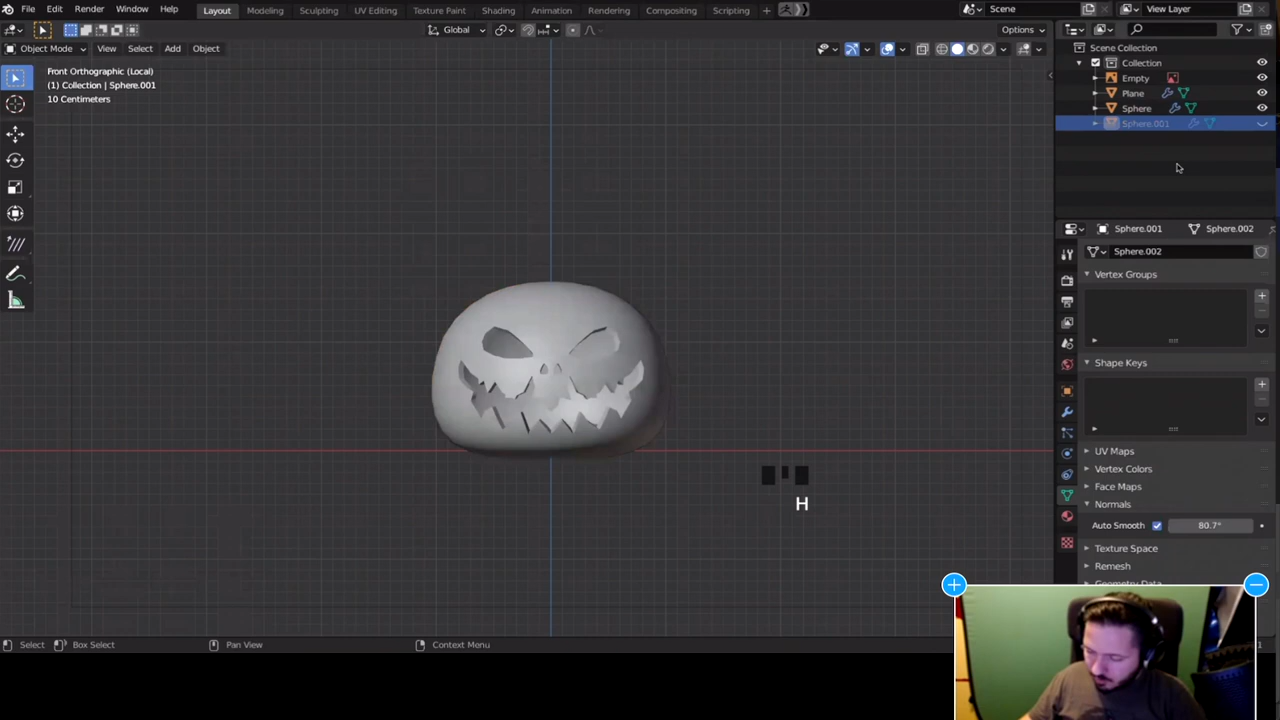 File Edit Render Window Help Layout Modeling Sculpting UV Editing Texture Paint Shading Animation Rendering Compositing Scripting + Scene View Layer
Global Options
Object Mode View Select Add Object
Front Orthographic (Local)
(1) Collection | Sphere.001
10 Centimeters
Scene Collection
Collection
Empty
Plane
Sphere
Sphere.001
Sphere.001 Sphere.002
Sphere.002
Vertex Groups
Shape Keys
UV Maps
Vertex Colors
Face Maps
Normals
Auto Smooth 80.7°
Texture Space
Remesh
Geometry Data
H
Select Box Select Pan View Context Menu